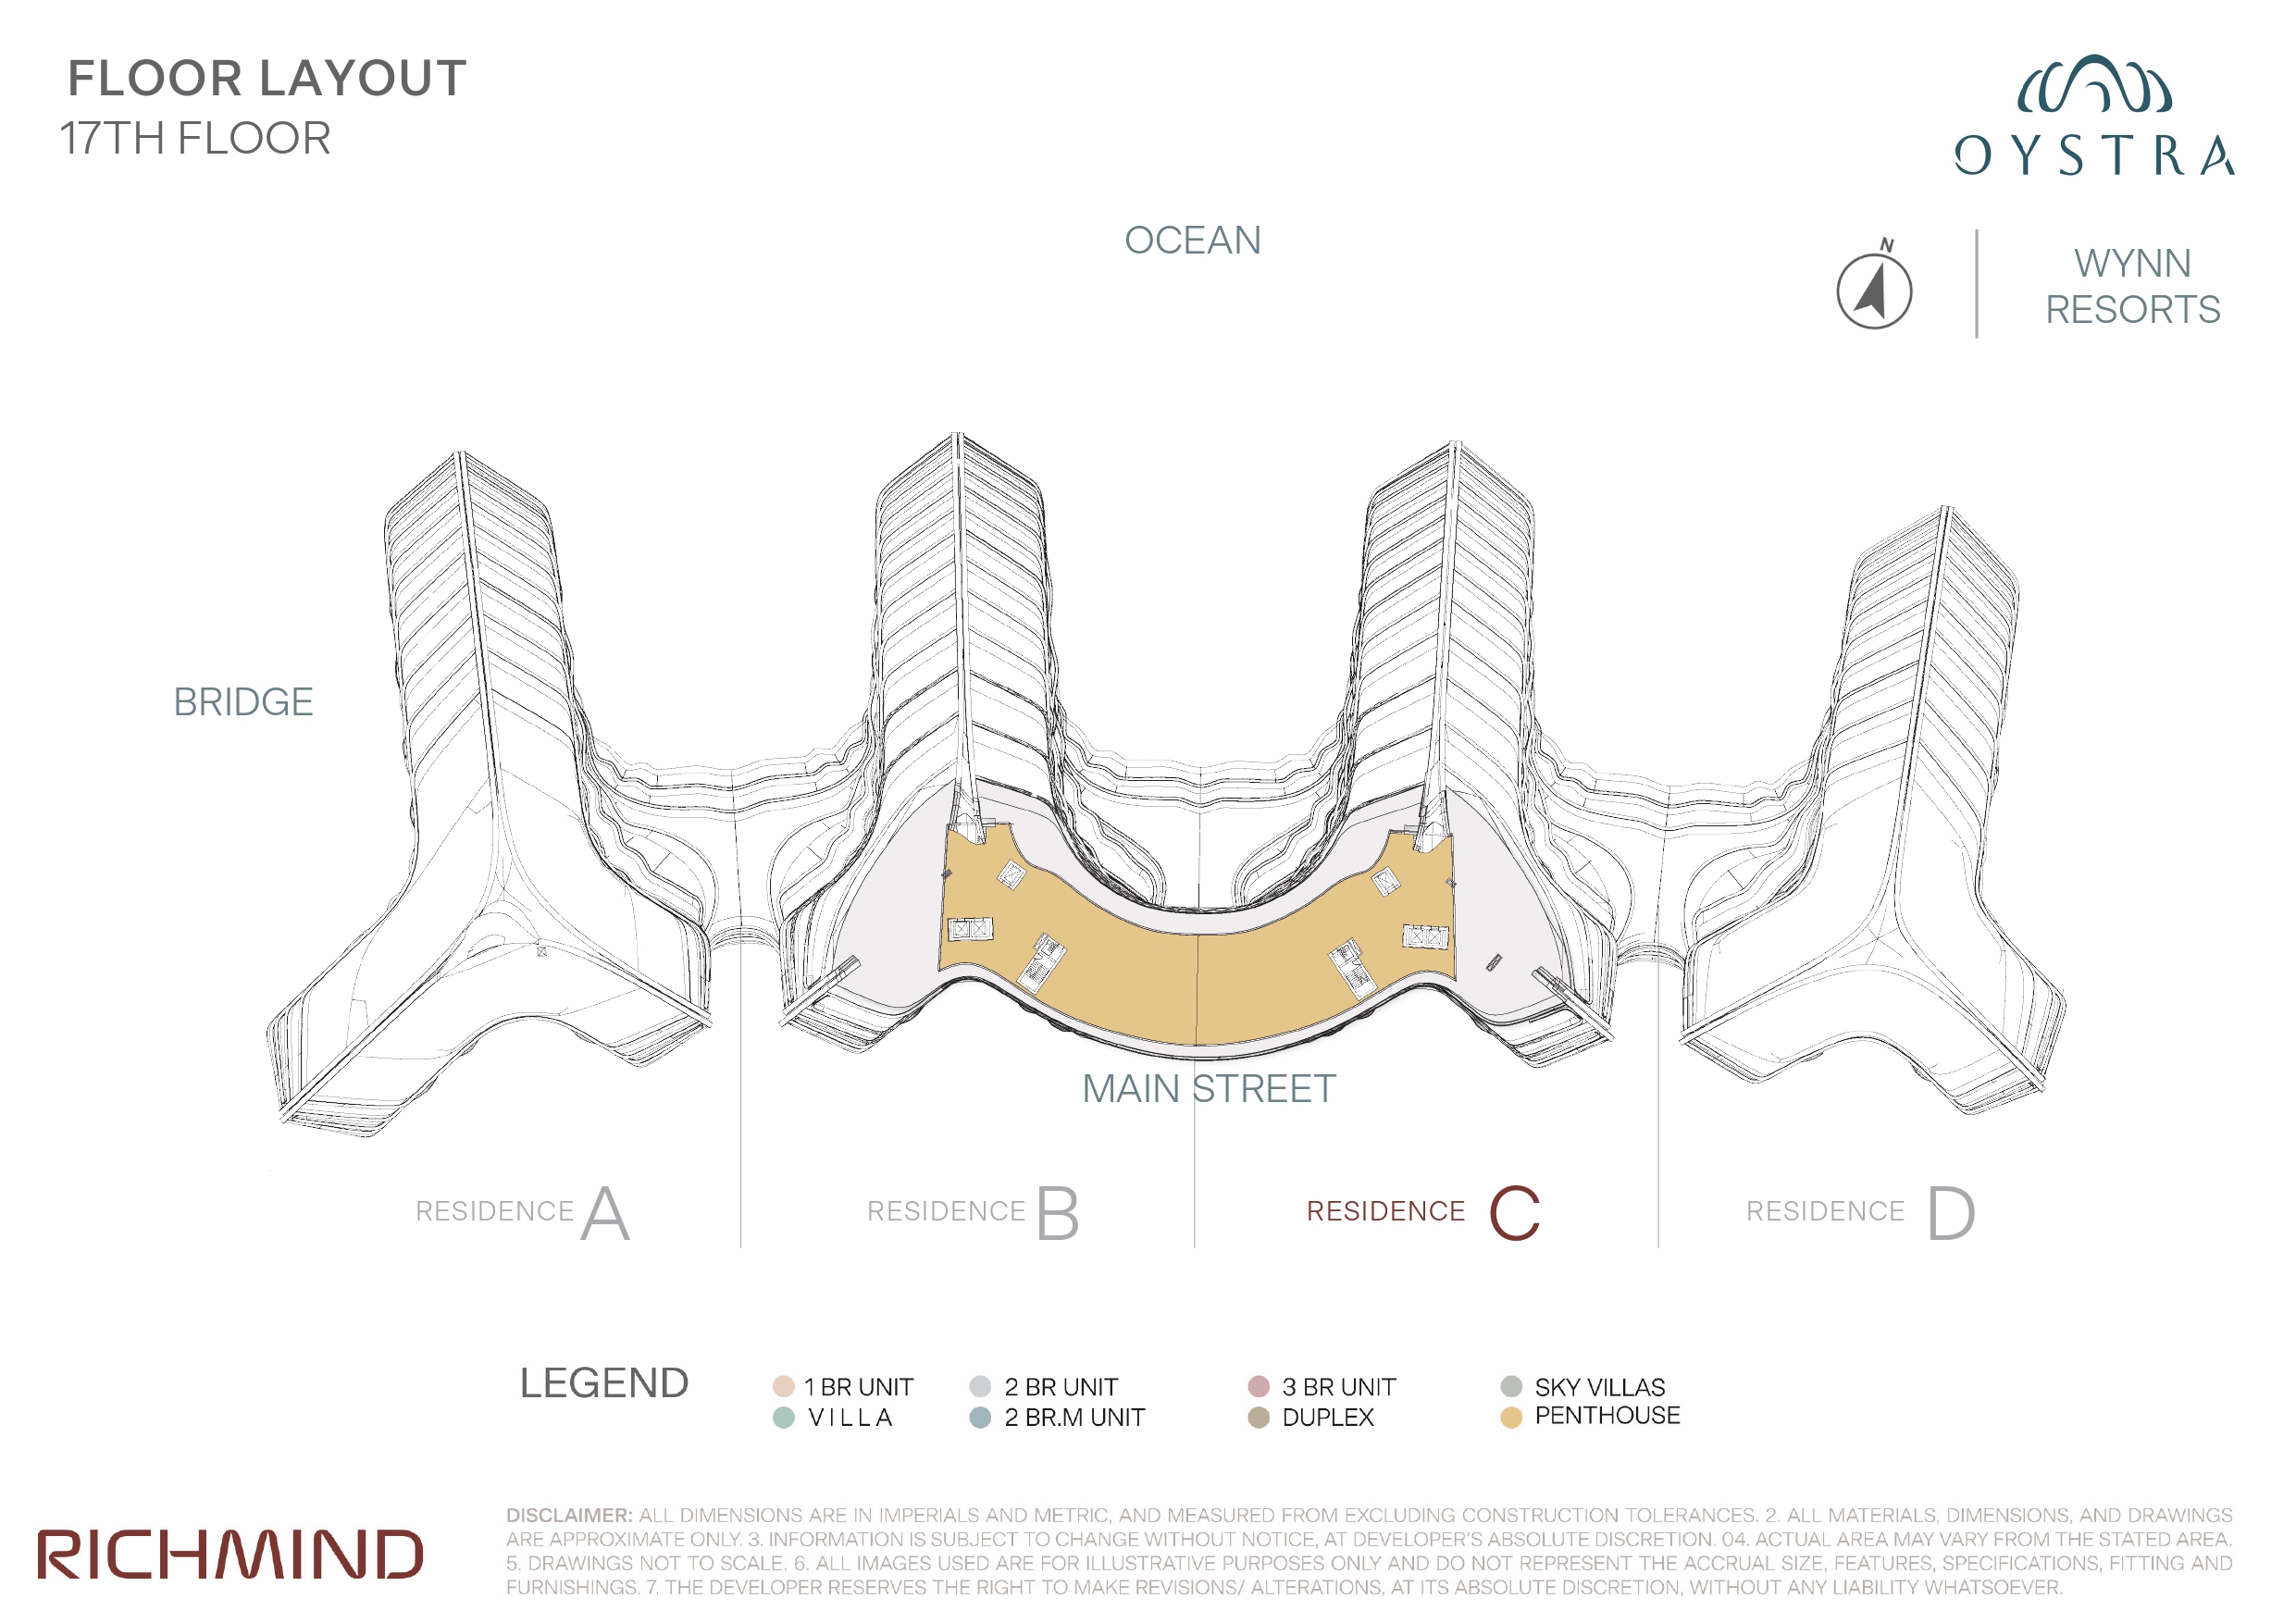 FLOOR LAYOUT
17TH FLOOR
OYSTRA
OCEAN
N
WYNN
RESORTS
BRIDGE
MAIN STREET
RESIDENCE A
RESIDENCE B
RESIDENCE C
RESIDENCE D
LEGEND
1 BR UNIT
VILLA
2 BR UNIT
2 BR.M UNIT
3 BR UNIT
DUPLEX
SKY VILLAS
PENTHOUSE
RICHMIND
DISCLAIMER: ALL DIMENSIONS ARE IN IMPERIALS AND METRIC, AND MEASURED FROM EXCLUDING CONSTRUCTION TOLERANCES. 2. ALL MATERIALS, DIMENSIONS, AND DRAWINGS
ARE APPROXIMATE ONLY. 3. INFORMATION IS SUBJECT TO CHANGE WITHOUT NOTICE, AT DEVELOPER'S ABSOLUTE DISCRETION. 04. ACTUAL AREA MAY VARY FROM THE STATED AREA.
5. DRAWINGS NOT TO SCALE. 6. ALL IMAGES USED ARE FOR ILLUSTRATIVE PURPOSES ONLY AND DO NOT REPRESENT THE ACCRUAL SIZE, FEATURES, SPECIFICATIONS, FITTING AND
FURNISHINGS. 7. THE DEVELOPER RESERVES THE RIGHT TO MAKE REVISIONS/ ALTERATIONS, AT ITS ABSOLUTE DISCRETION, WITHOUT ANY LIABILITY WHATSOEVER.